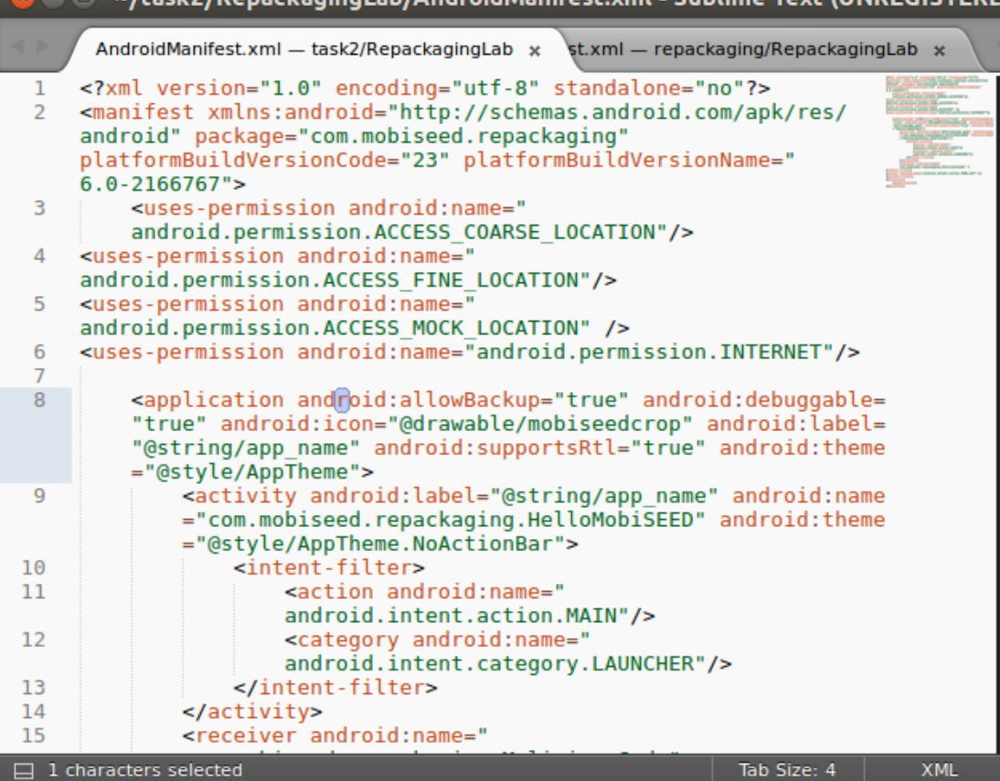 ~/task2/RepackagingLab/AndroidManifest.xml - Sublime Text (UNREGISTERE
AndroidManifest.xml — task2/RepackagingLab × st.xml — repackaging/RepackagingLab ×
1 <?xml version="1.0" encoding="utf-8" standalone="no"?>
2 <manifest xmlns:android="http://schemas.android.com/apk/res/
android" package="com.mobiseed.repackaging"
platformBuildVersionCode="23" platformBuildVersionName="
6.0-2166767">
3 <uses-permission android:name="
android.permission.ACCESS_COARSE_LOCATION"/>
4 <uses-permission android:name="
android.permission.ACCESS_FINE_LOCATION"/>
5 <uses-permission android:name="
android.permission.ACCESS_MOCK_LOCATION" />
6 <uses-permission android:name="android.permission.INTERNET"/>
7
8 <application android:allowBackup="true" android:debuggable=
"true" android:icon="@drawable/mobiseedcrop" android:label=
"@string/app_name" android:supportsRtl="true" android:theme
="@style/AppTheme">
9 <activity android:label="@string/app_name" android:name
="com.mobiseed.repackaging.HelloMobiSEED" android:theme
="@style/AppTheme.NoActionBar">
10 <intent-filter>
11 <action android:name="
android.intent.action.MAIN"/>
12 <category android:name="
android.intent.category.LAUNCHER"/>
13 </intent-filter>
14 </activity>
15 <receiver android:name="
1 characters selected Tab Size: 4 XML